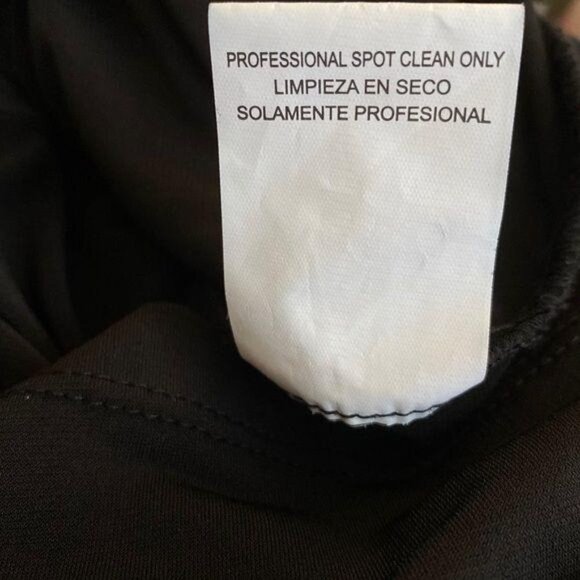 PROFESSIONAL SPOT CLEAN ONLY
LIMPIEZA EN SECO
SOLAMENTE PROFESIONAL